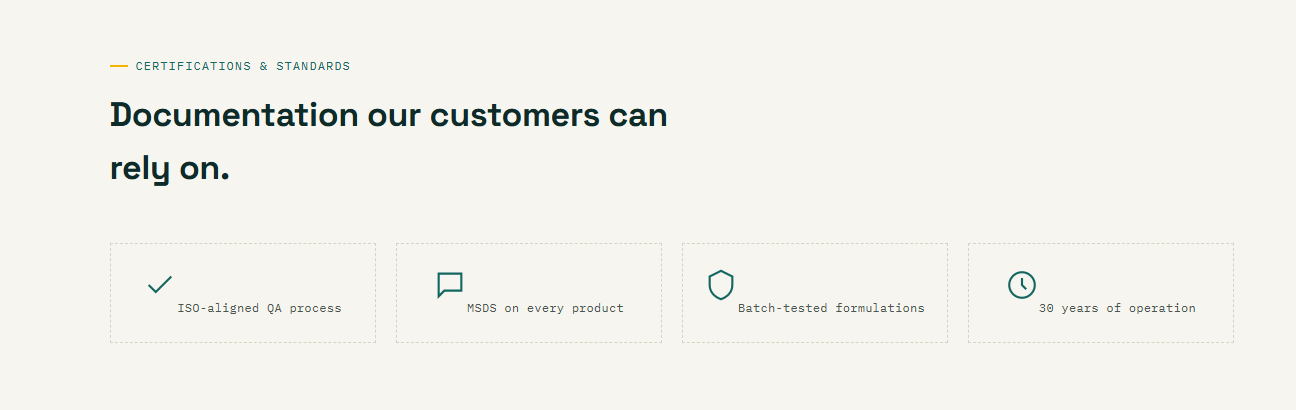 CERTIFICATIONS & STANDARDS
Documentation our customers can
rely on.
ISO-aligned QA process
MSDS on every product
Batch-tested formulations
30 years of operation